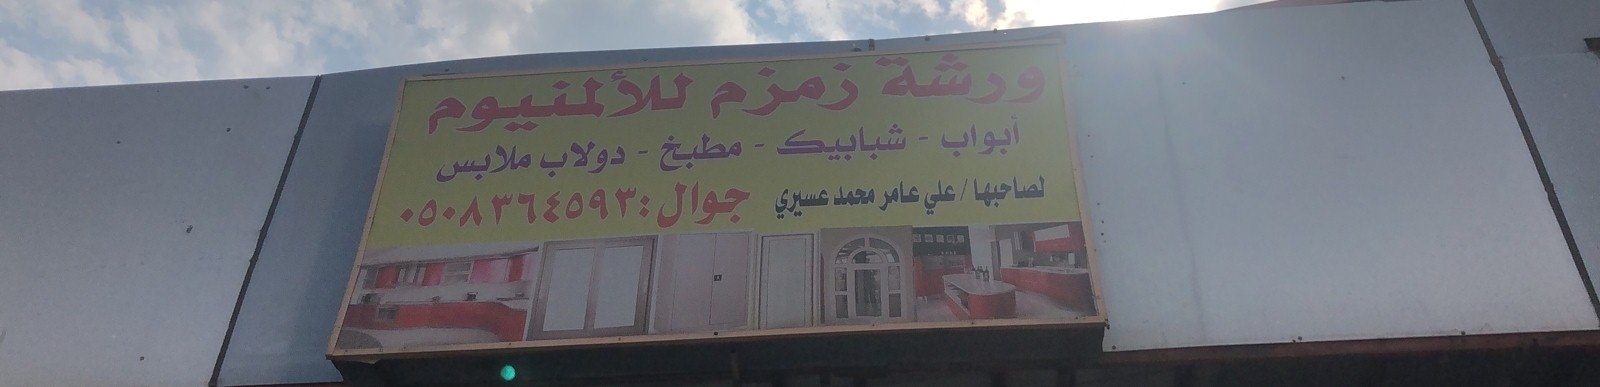 ورشة زمزم للألمنيوم
أبواب - شبابيك - مطبخ - دولاب ملابس
لصاحبها / علي عامر محمد عسيري جوال : ٠٥٠٨٣٦٤٥٩٣